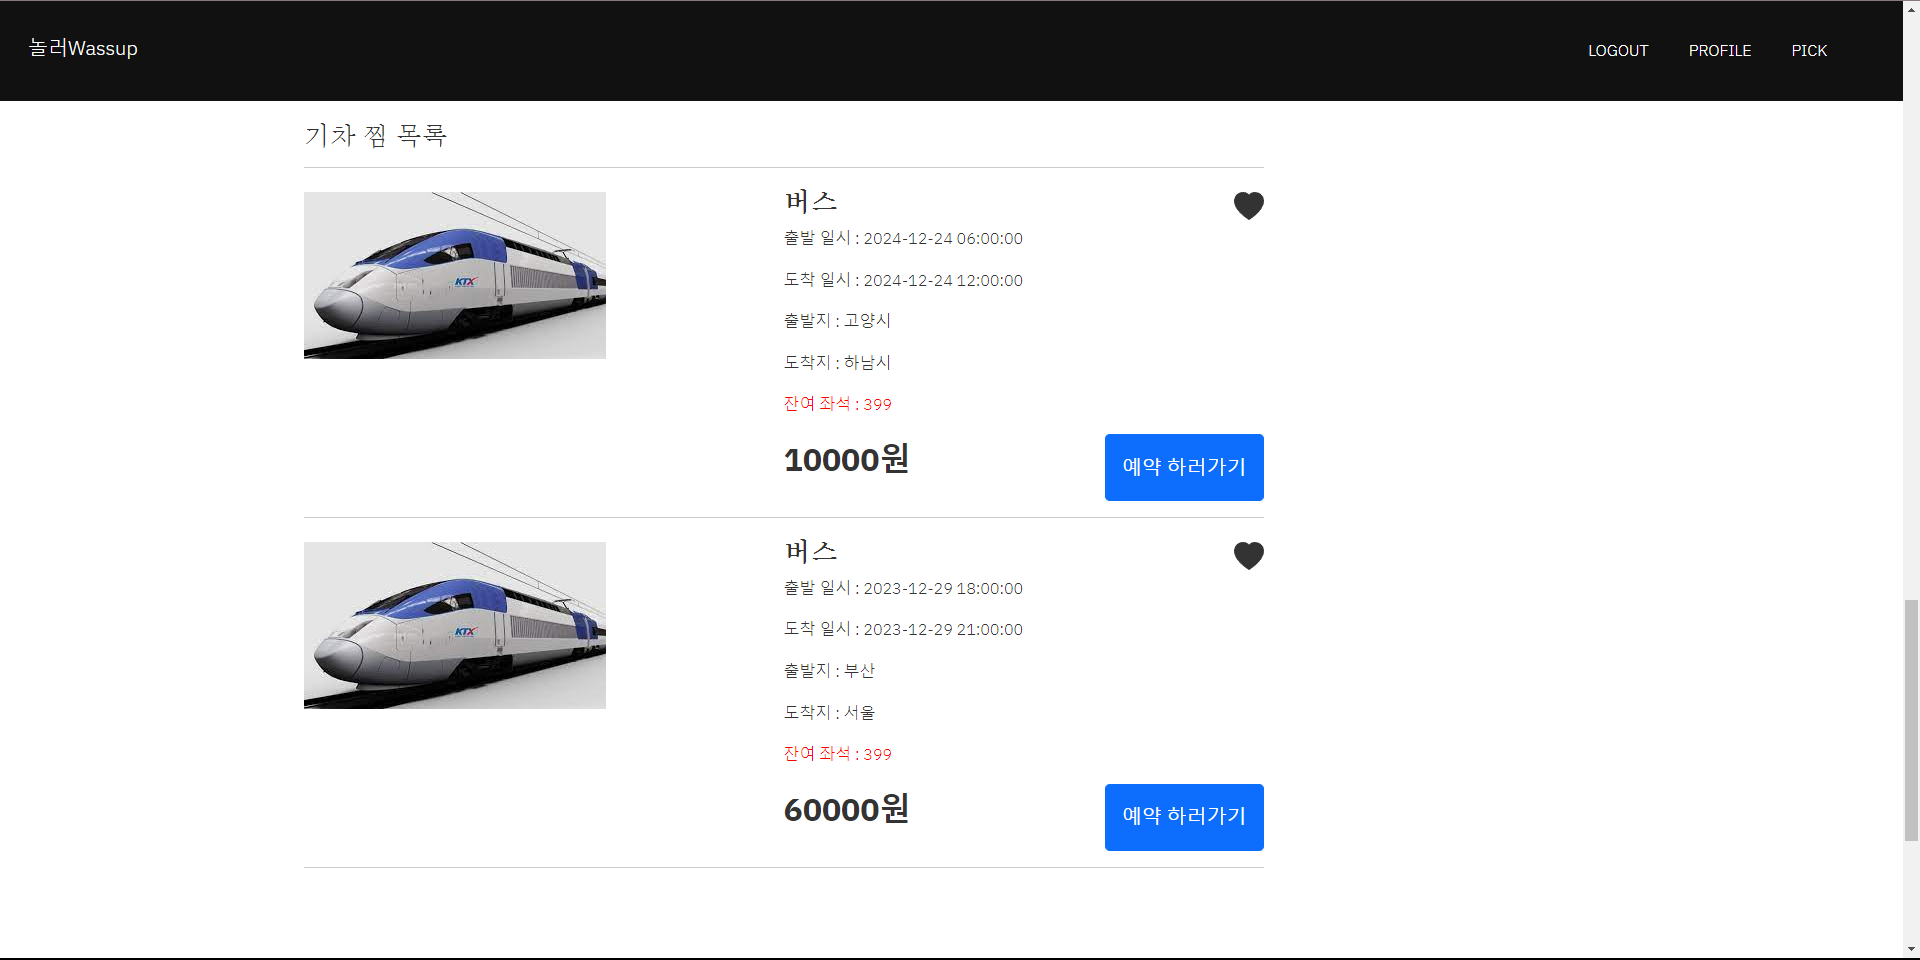 놀러Wassup
LOGOUT PROFILE PICK
기차 찜 목록
KTX
버스
출발 일시 : 2024-12-24 06:00:00
도착 일시 : 2024-12-24 12:00:00
출발지 : 고양시
도착지 : 하남시
잔여 좌석 : 399
10000원
예약 하러가기
KTX
버스
출발 일시 : 2023-12-29 18:00:00
도착 일시 : 2023-12-29 21:00:00
출발지 : 부산
도착지 : 서울
잔여 좌석 : 399
60000원
예약 하러가기